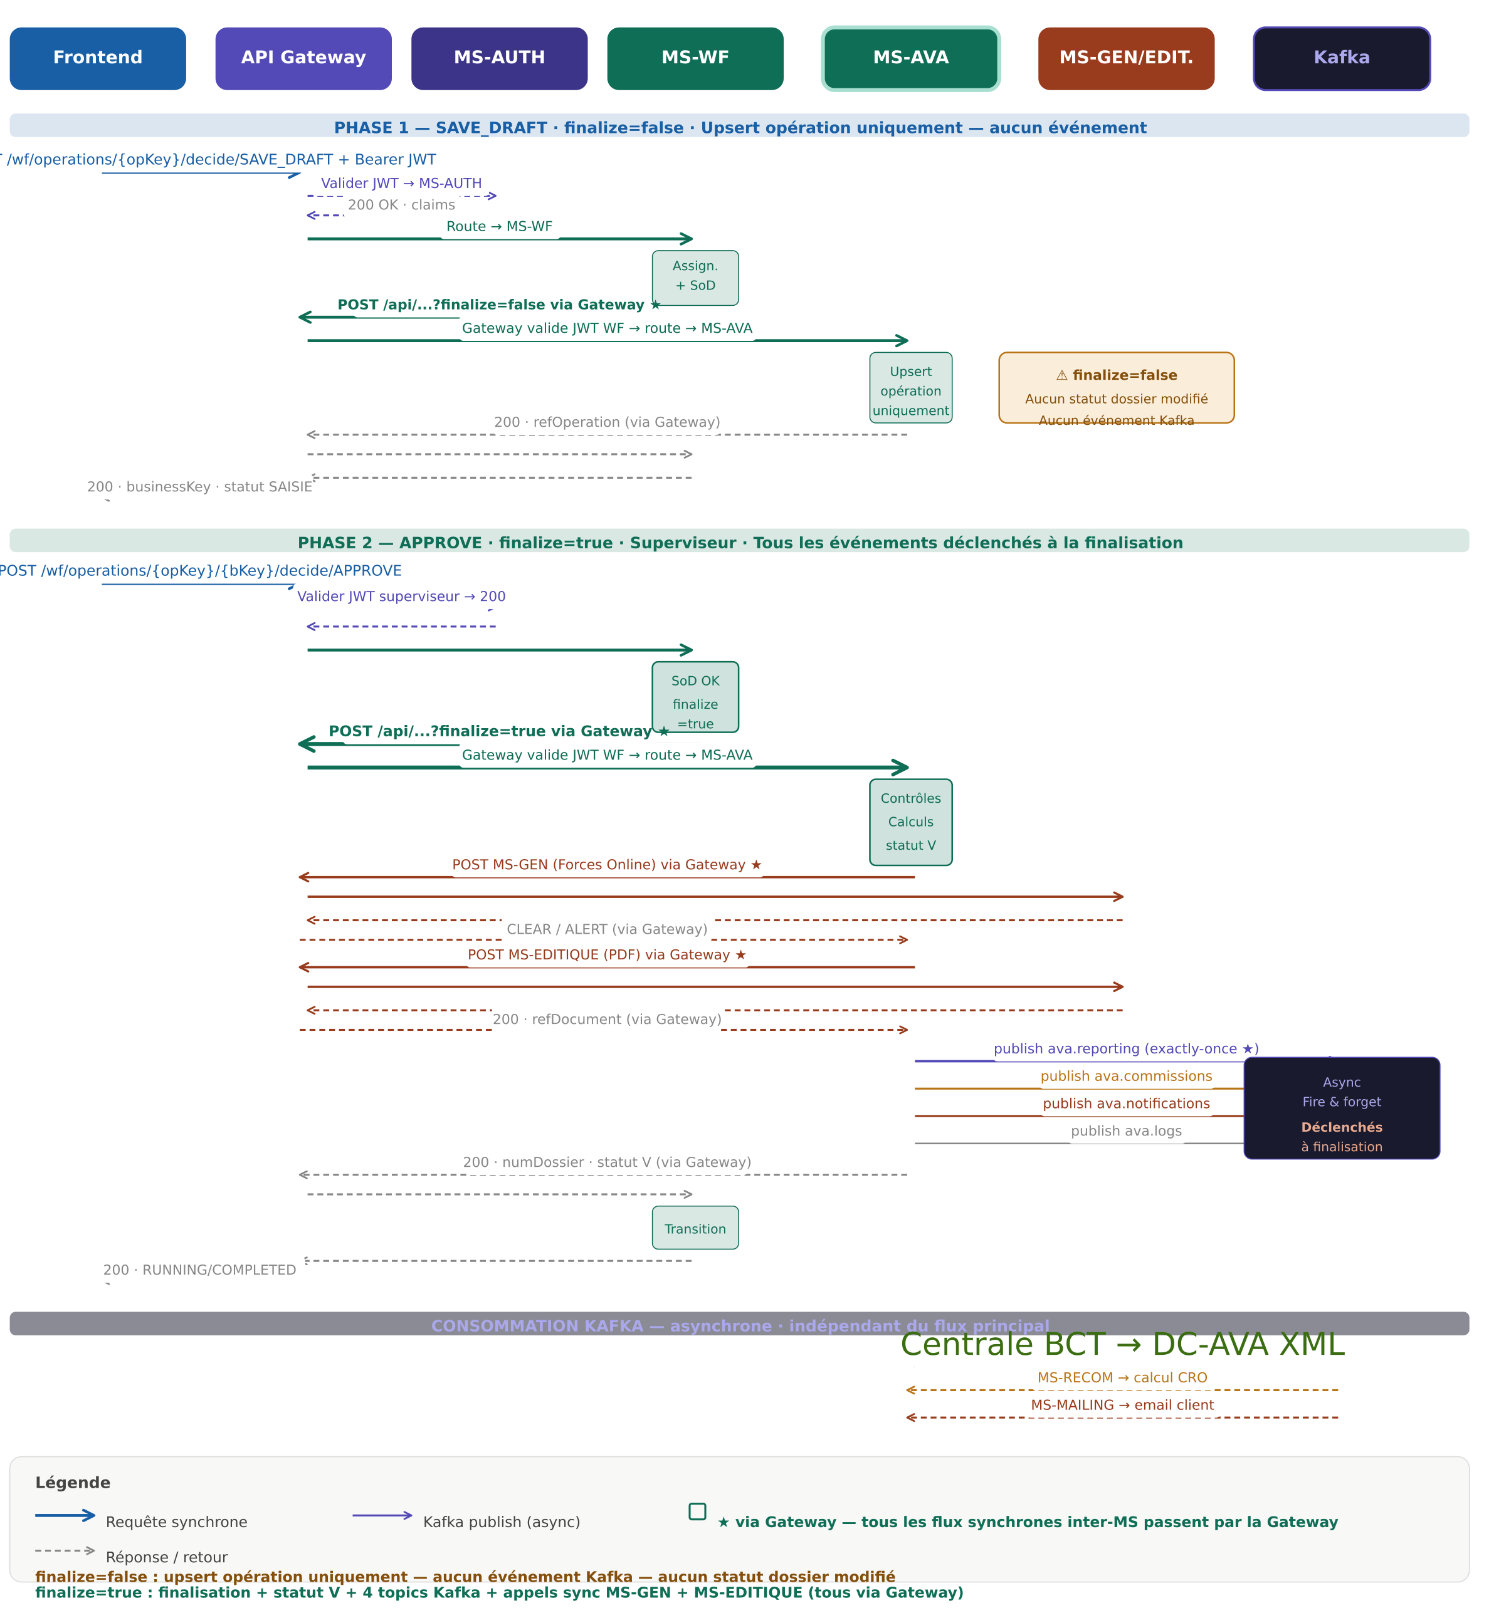 Frontend
API Gateway
MS-AUTH
MS-WF
MS-AVA
MS-GEN/EDIT.
Kafka
PHASE 1 — SAVE_DRAFT · finalize=false · Upsert opération uniquement — aucun événement
/wf/operations/{opKey}/decide/SAVE_DRAFT + Bearer JWT
Valider JWT → MS-AUTH
200 OK · claims
Route → MS-WF
Assign.
+ SoD
POST /api/...?finalize=false via Gateway ★
Gateway valide JWT WF → route → MS-AVA
Upsert
opération
uniquement
⚠ finalize=false
Aucun statut dossier modifié
Aucun événement Kafka
200 · refOperation (via Gateway)
200 · businessKey · statut SAISIE
PHASE 2 — APPROVE · finalize=true · Superviseur · Tous les événements déclenchés à la finalisation
POST /wf/operations/{opKey}/{bKey}/decide/APPROVE
Valider JWT superviseur → 200
SoD OK
finalize
=true
POST /api/...?finalize=true via Gateway ★
Gateway valide JWT WF → route → MS-AVA
Contrôles
Calculs
statut V
POST MS-GEN (Forces Online) via Gateway ★
CLEAR / ALERT (via Gateway)
POST MS-EDITIQUE (PDF) via Gateway ★
200 · refDocument (via Gateway)
publish ava.reporting (exactly-once ★)
publish ava.commissions
publish ava.notifications
publish ava.logs
Async
Fire & forget
Déclenchés
à finalisation
200 · numDossier · statut V (via Gateway)
Transition
200 · RUNNING/COMPLETED
CONSOMMATION KAFKA — asynchrone · indépendant du flux principal
Centrale BCT → DC-AVA XML
MS-RECOM → calcul CRO
MS-MAILING → email client
Légende
Requête synchrone
Kafka publish (async)
★ via Gateway — tous les flux synchrones inter-MS passent par la Gateway
Réponse / retour
finalize=false : upsert opération uniquement — aucun événement Kafka — aucun statut dossier modifié
finalize=true : finalisation + statut V + 4 topics Kafka + appels sync MS-GEN + MS-EDITIQUE (tous via Gateway)